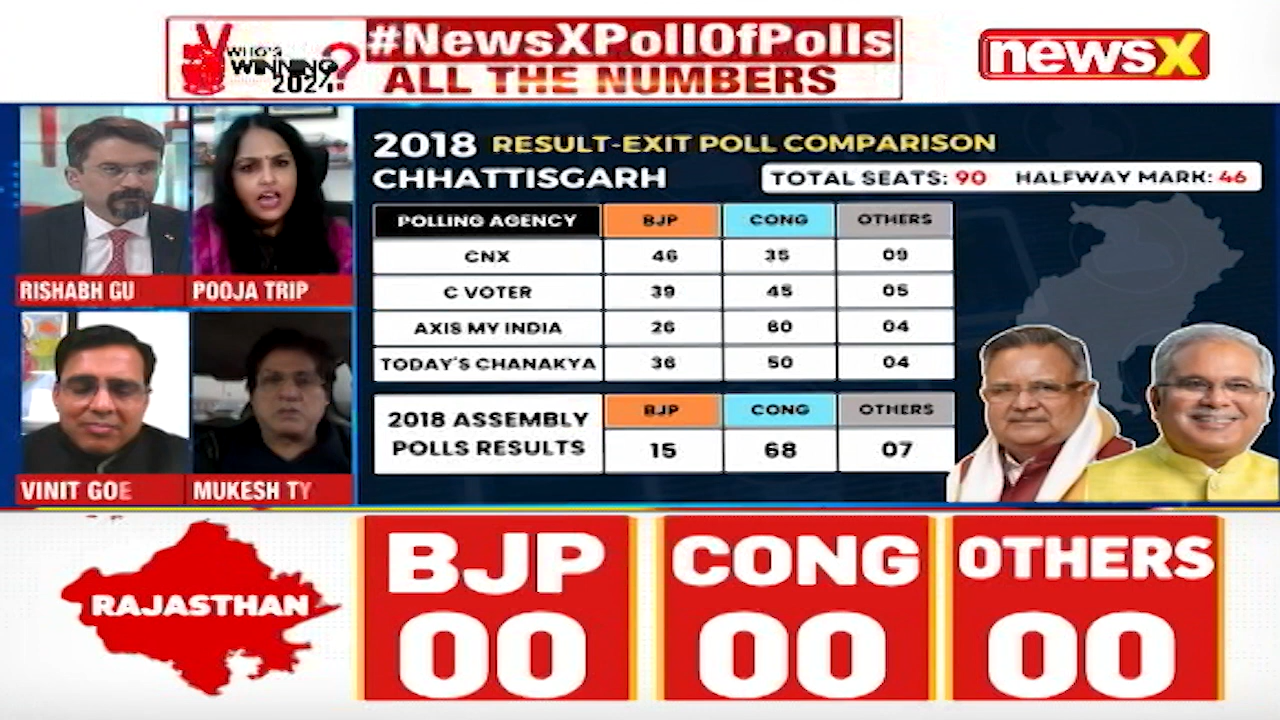 WHO'S
WINNING
2024?
#NewsXPollOfPolls
ALL THE NUMBERS
newsX
RISHABH GU
POOJA TRIP
VINIT GOE
MUKESH TY
2018 RESULT-EXIT POLL COMPARISON
CHHATTISGARH
TOTAL SEATS: 90 HALFWAY MARK: 46
POLLING AGENCY BJP CONG OTHERS
CNX 46 35 09
C VOTER 39 45 05
AXIS MY INDIA 26 60 04
TODAY'S CHANAKYA 36 50 04
2018 ASSEMBLY
POLLS RESULTS
BJP CONG OTHERS
15 68 07
RAJASTHAN
BJP CONG OTHERS
00 00 00